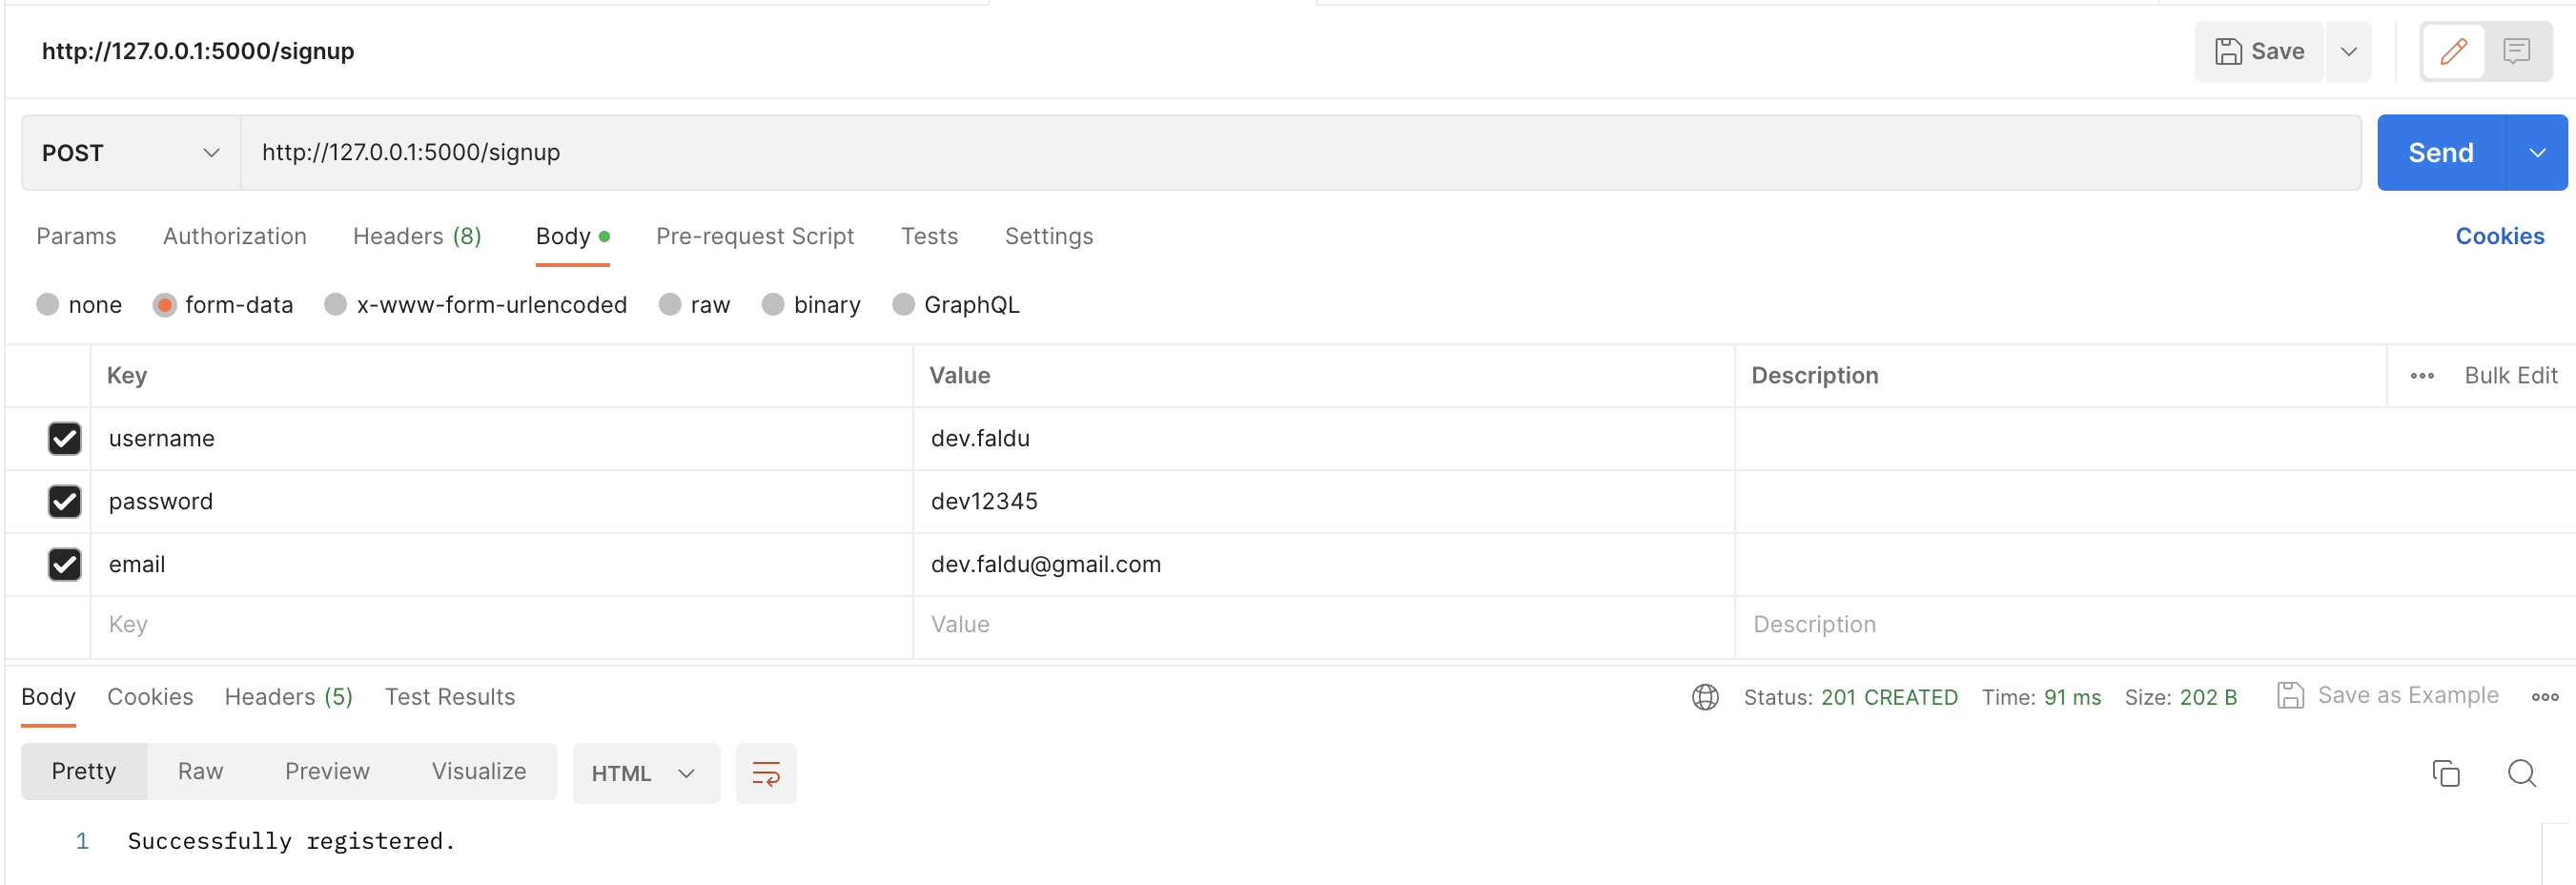 http://127.0.0.1:5000/signup
Save
POST http://127.0.0.1:5000/signup Send
Params Authorization Headers (8) Body Pre-request Script Tests Settings Cookies
none form-data x-www-form-urlencoded raw binary GraphQL
Key Value Description Bulk Edit
username dev.faldu
password dev12345
email dev.faldu@gmail.com
Key Value Description
Body Cookies Headers (5) Test Results Status: 201 CREATED Time: 91 ms Size: 202 B Save as Example
Pretty Raw Preview Visualize HTML
1 Successfully registered.